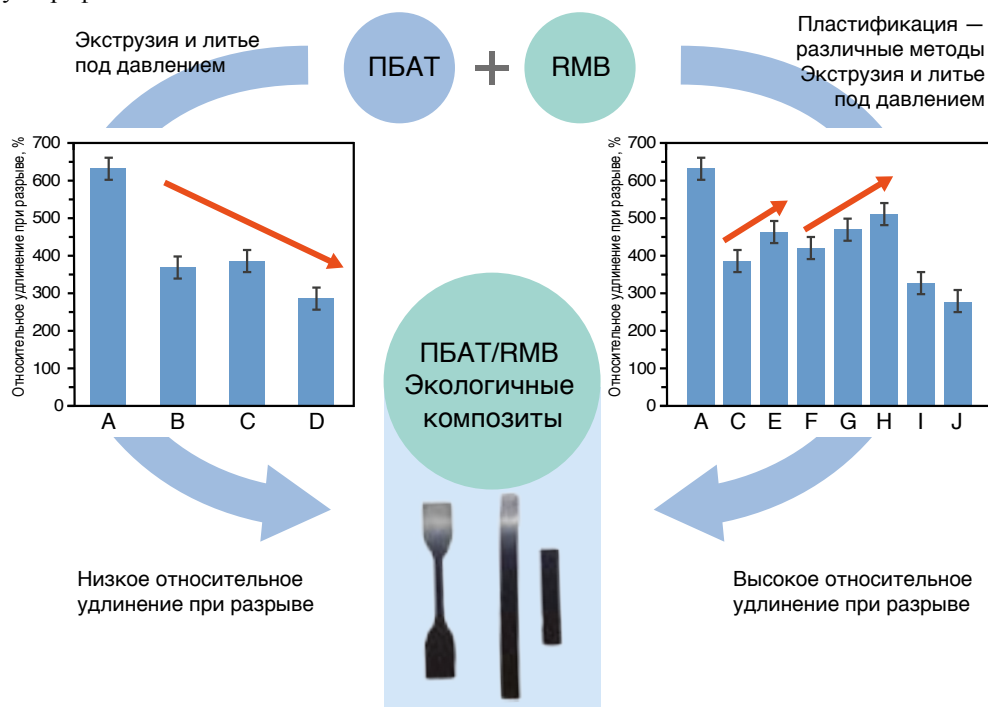 Экструзия и литье
под давлением
ПБАТ
+
RMB
Пластификация —
различные методы
Экструзия и литье
под давлением
Относительное удлинение при разрыве, %
700
600
500
400
300
200
100
0
A B C D
Относительное удлинение при разрыве, %
700
600
500
400
300
200
100
0
A C E F G H I J
ПБАТ/RMB
Экологичные
композиты
Низкое относительное
удлинение при разрыве
Высокое относительное
удлинение при разрыве